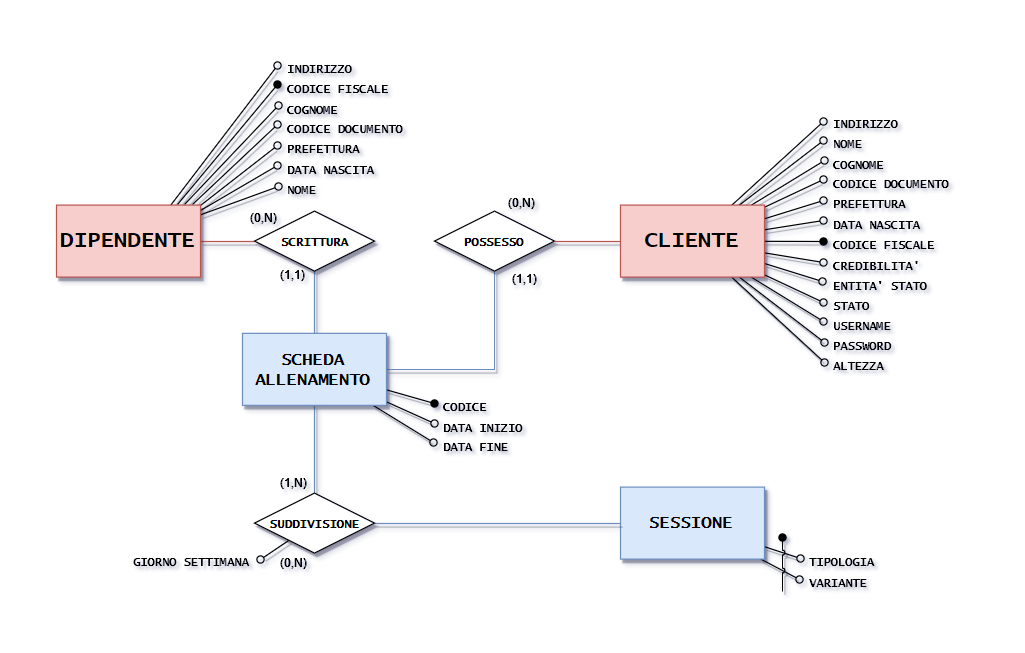 INDIRIZZO
CODICE FISCALE
COGNOME
CODICE DOCUMENTO
PREFETTURA
DATA NASCITA
NOME
DIPENDENTE
(0,N)
SCRITTURA
(1,1)
(0,N)
POSSESSO
(1,1)
CLIENTE
INDIRIZZO
NOME
COGNOME
CODICE DOCUMENTO
PREFETTURA
DATA NASCITA
CODICE FISCALE
CREDIBILITA'
ENTITA' STATO
STATO
USERNAME
PASSWORD
ALTEZZA
SCHEDA
ALLENAMENTO
CODICE
DATA INIZIO
DATA FINE
(1,N)
SUDDIVISIONE
GIORNO SETTIMANA
(0,N)
SESSIONE
TIPOLOGIA
VARIANTE